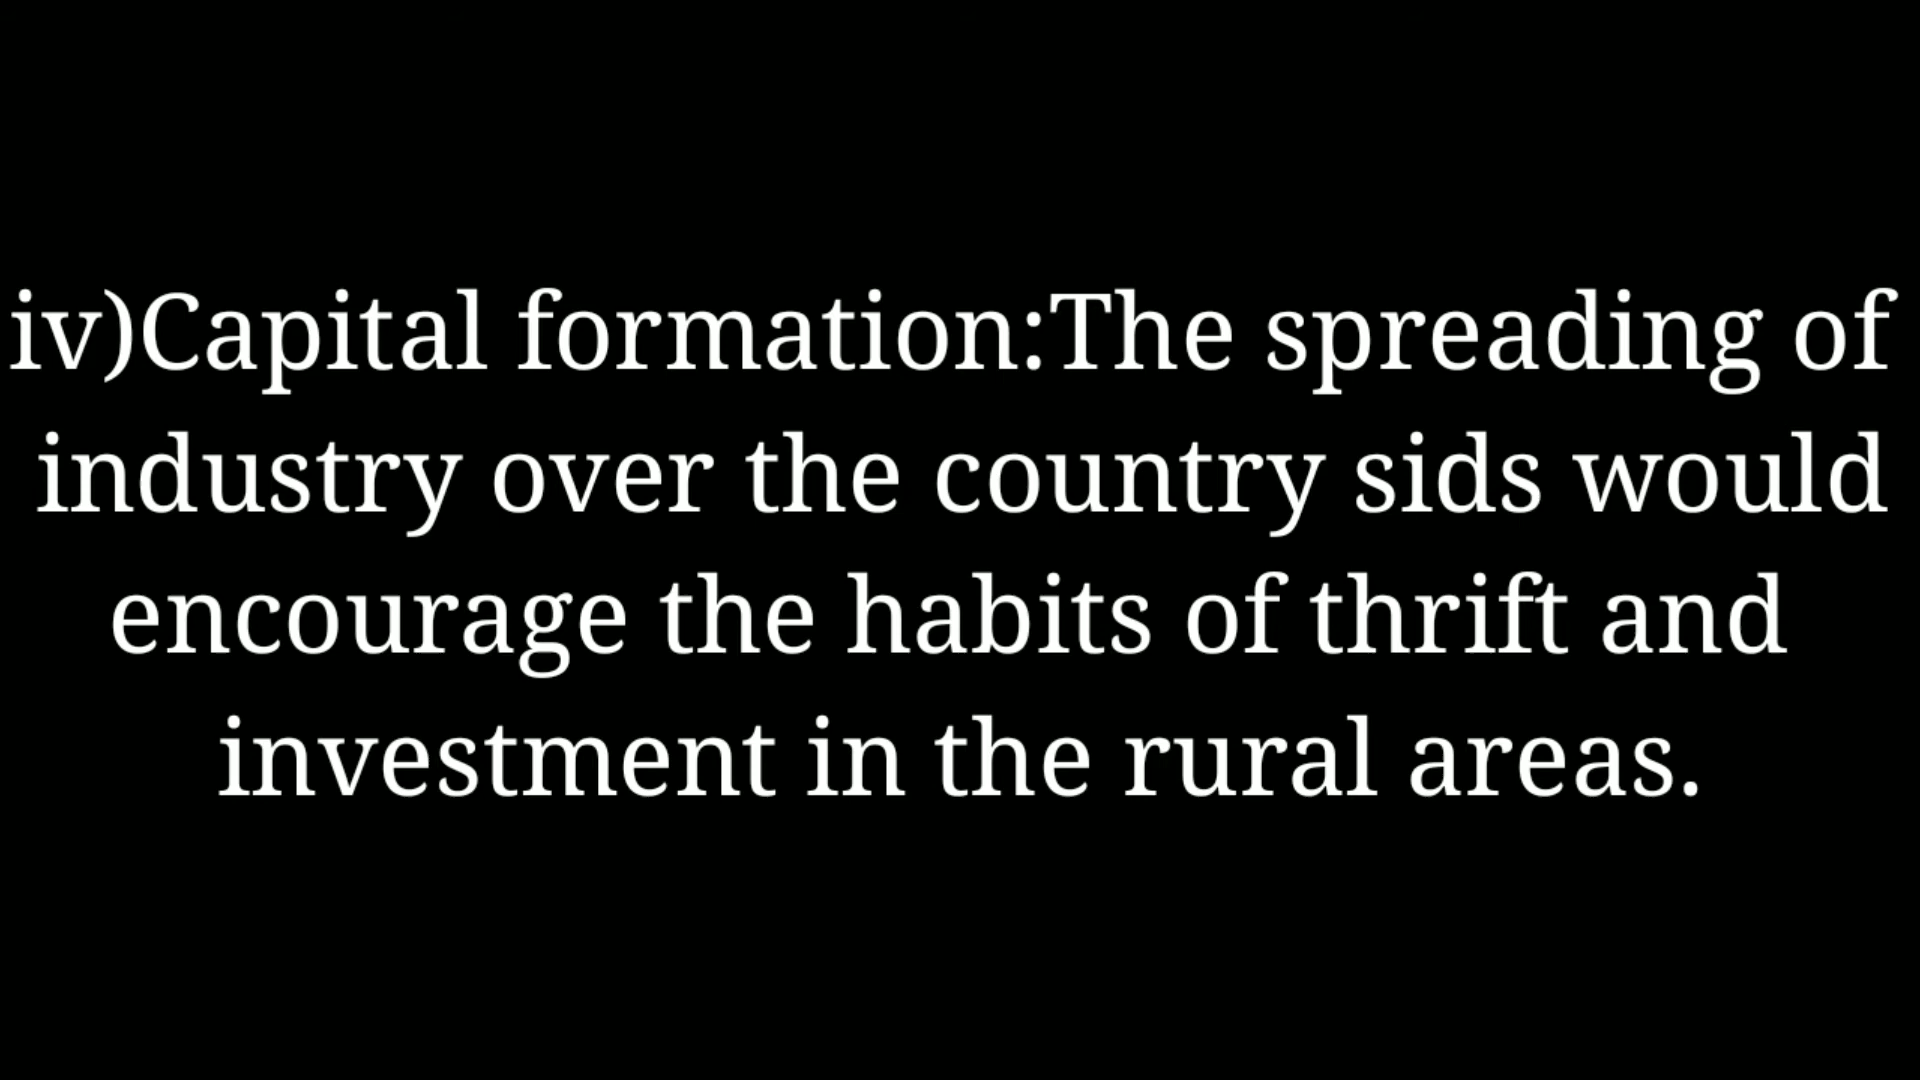 iv)Capital formation:The spreading of
industry over the country sids would
encourage the habits of thrift and
investment in the rural areas.